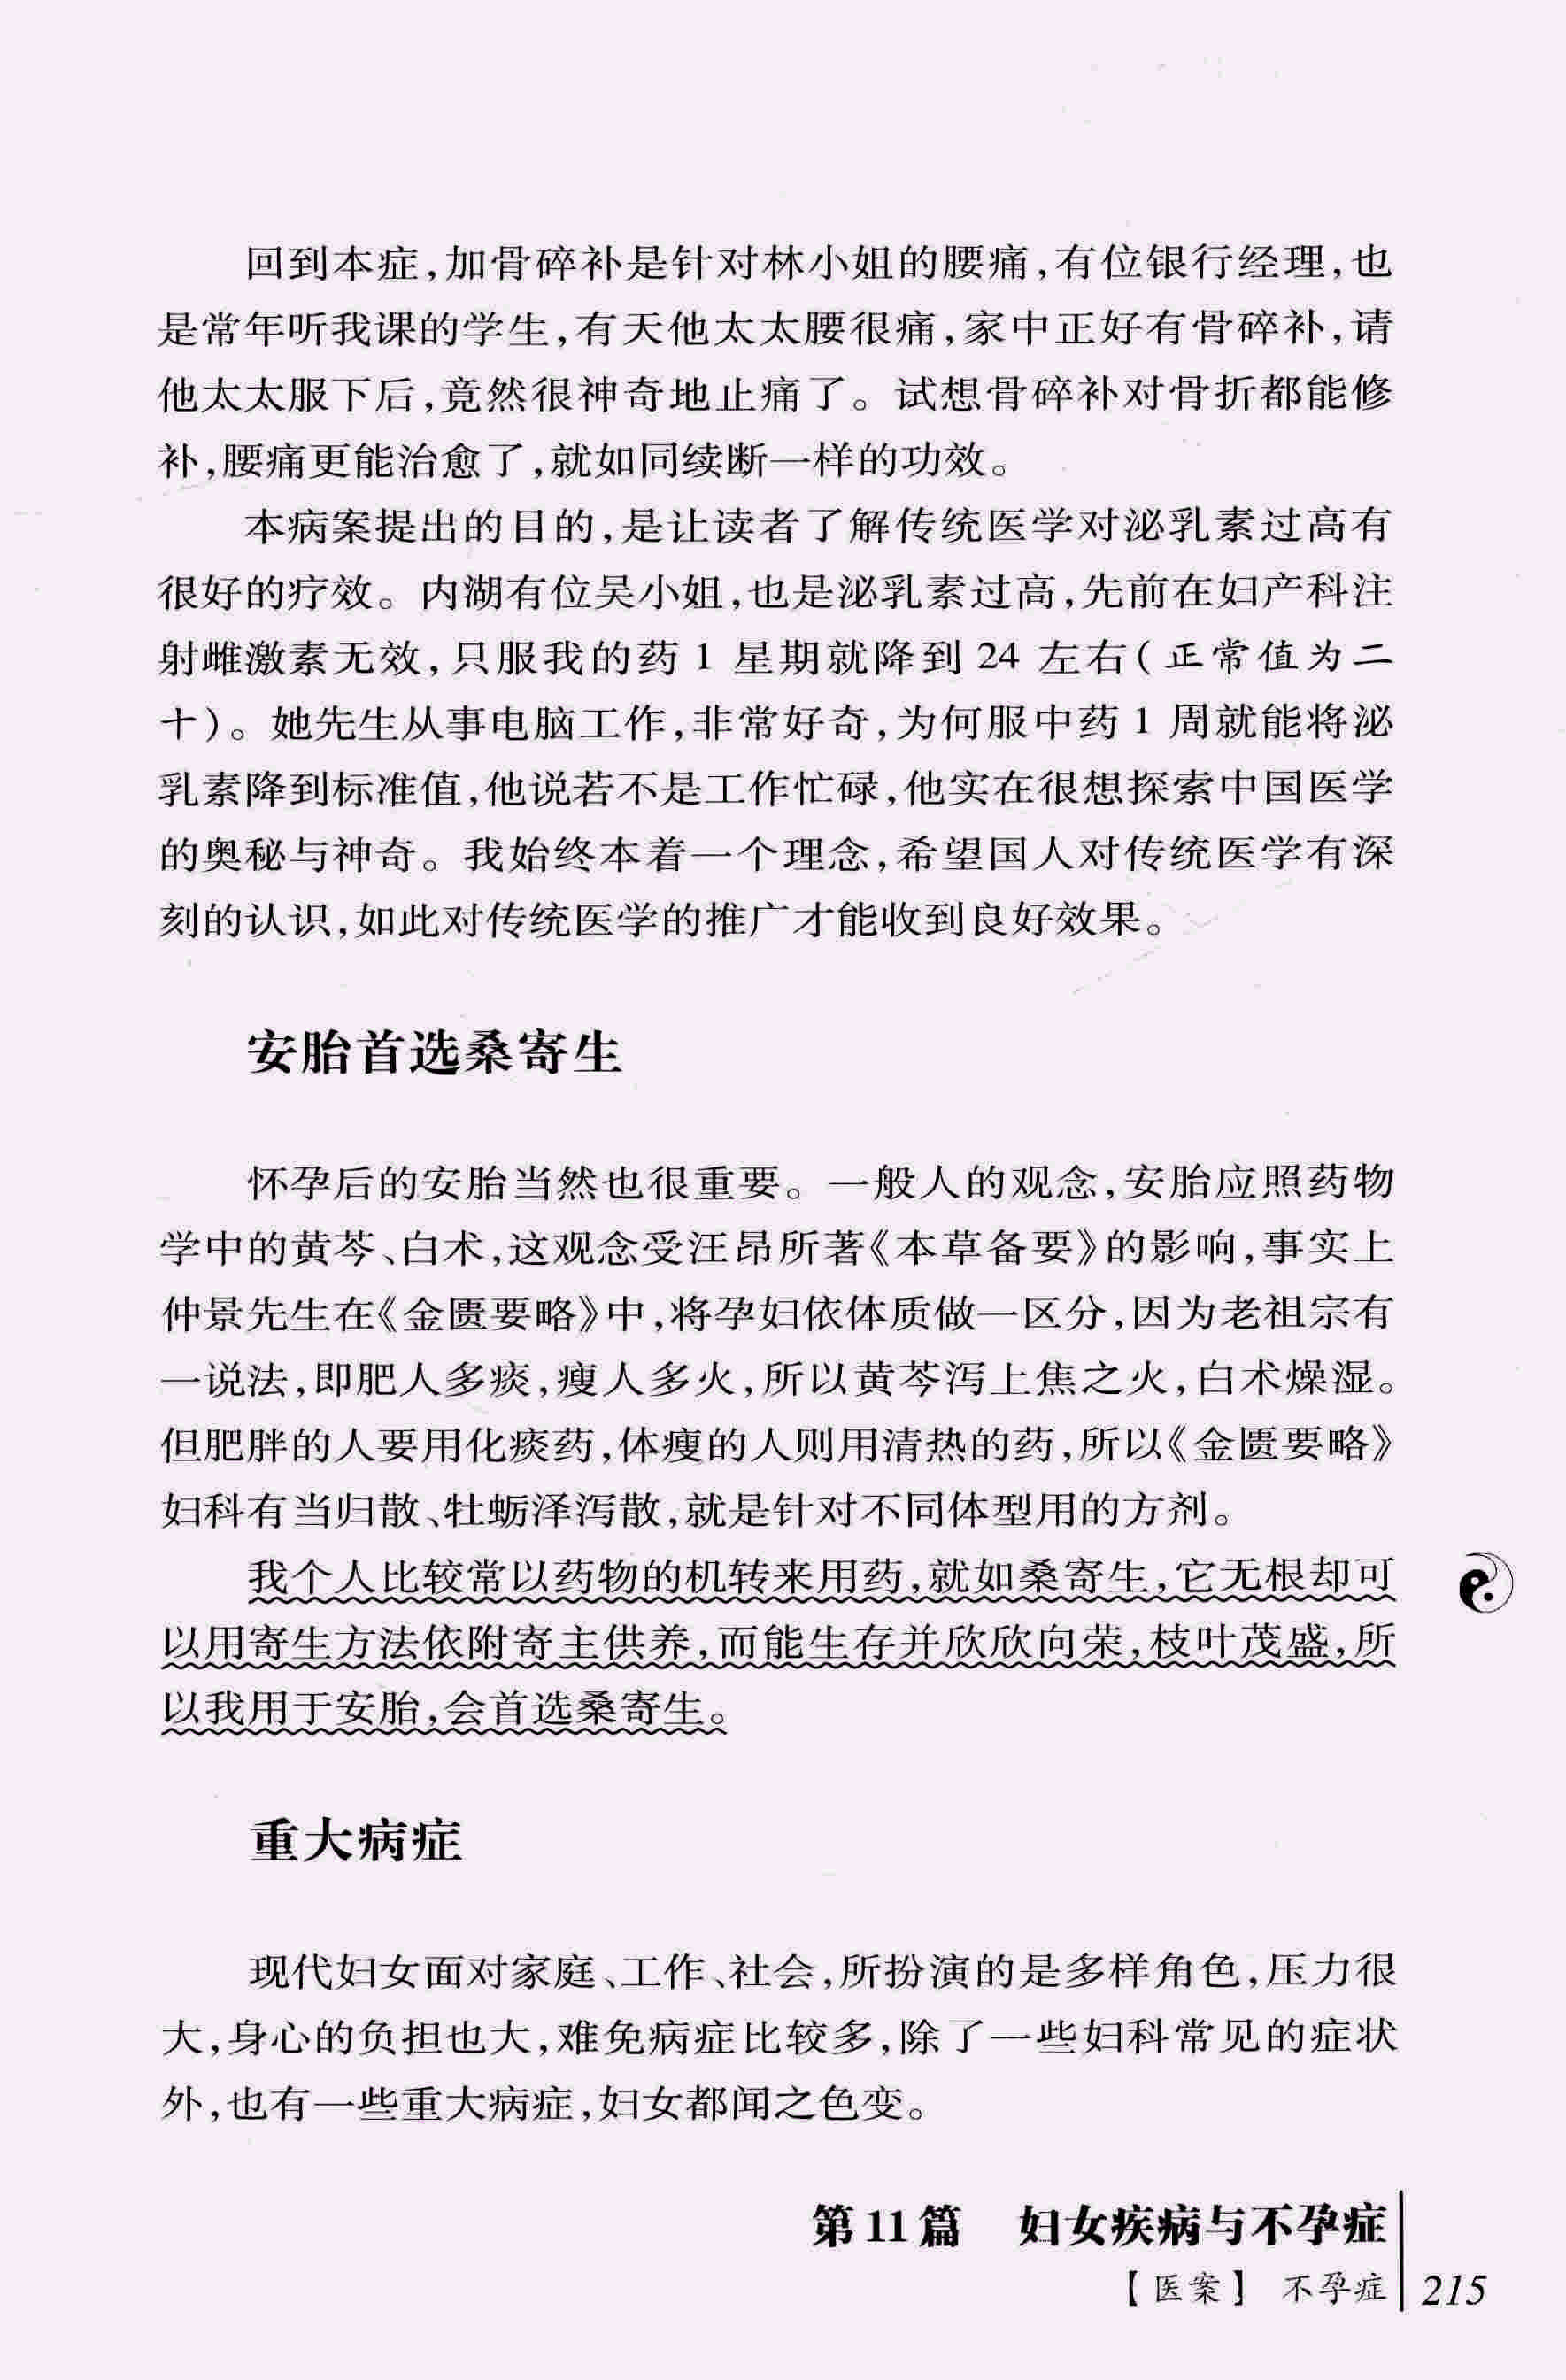 回到本症,加骨碎补是针对林小姐的腰痛,有位银行经理,也
是常年听我课的学生,有天他太太腰很痛,家中正好有骨碎补,请
他太太服下后,竟然很神奇地止痛了。试想骨碎补对骨折都能修
补,腰痛更能治愈了,就如同续断一样的功效。
本病案提出的目的,是让读者了解传统医学对泌乳素过高有
很好的疗效。内湖有位吴小姐,也是泌乳素过高,先前在妇产科注
射雌激素无效,只服我的药1星期就降到24左右(正常值为二
十)。她先生从事电脑工作,非常好奇,为何服中药1周就能将泌
乳素降到标准值,他说若不是工作忙碌,他实在很想探索中国医学
的奥秘与神奇。我始终本着一个理念,希望国人对传统医学有深
刻的认识,如此对传统医学的推广才能收到良好效果。
安胎首选桑寄生
怀孕后的安胎当然也很重要。一般人的观念,安胎应照药物
学中的黄芩、白术,这观念受汪昂所著《本草备要》的影响,事实上
仲景先生在《金匮要略》中,将孕妇依体质做一区分,因为老祖宗有
一说法,即肥人多痰,瘦人多火,所以黄芩泻上焦之火,白术燥湿。
但肥胖的人要用化痰药,体瘦的人则用清热的药,所以《金匮要略》
妇科有当归散、牡蛎泽泻散,就是针对不同体型用的方剂。
我个人比较常以药物的机转来用药,就如桑寄生,它无根却可
以用寄生方法依附寄主供养,而能生存并欣欣向荣,枝叶茂盛,所
以我用于安胎,会首选桑寄生。
重大病症
现代妇女面对家庭、工作、社会,所扮演的是多样角色,压力很
大,身心的负担也大,难免病症比较多,除了一些妇科常见的症状
外,也有一些重大病症,妇女都闻之色变。
第11篇 妇女疾病与不孕症
【医案】 不孕症 215